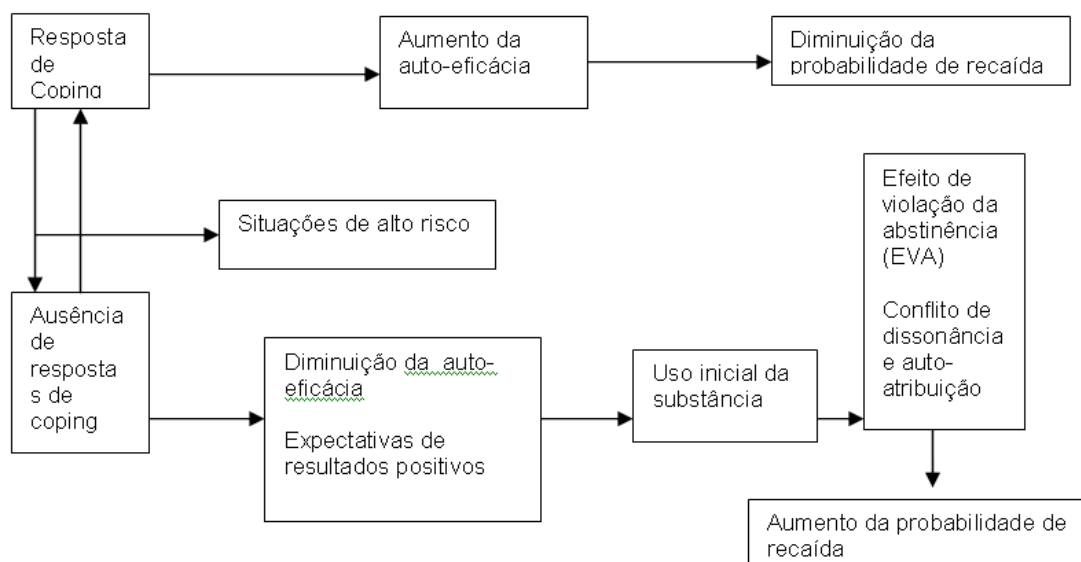 Resposta
de
Coping
Aumento da
auto-eficácia
Diminuição da
probabilidade de recaída
Situações de alto risco
Efeito de
violação da
abstinência
(EVA)
Conflito de
dissonância
e auto-
atribuição
Ausência
de
resposta
s de
coping
Diminuição da auto-
eficácia
Expectativas de
resultados positivos
Uso inicial da
substância
Aumento da probabilidade de
recaída